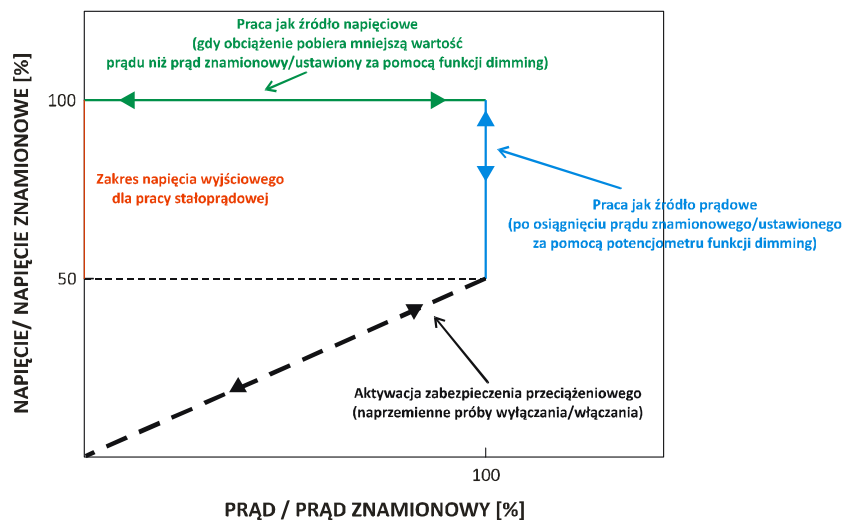 Praca jak źródło napięciowe
(gdy obciążenie pobiera mniejszą wartość
prądu niż prąd znamionowy/ustawiony za pomocą funkcji dimming)
NAPIĘCIE/ NAPIĘCIE ZNAMIONOWE [%]
100
Zakres napięcia wyjściowego
dla pracy stałoprądowej
Praca jak źródło prądowe
(po osiągnięciu prądu znamionowego/ustawionego
za pomocą potencjometru funkcji dimming)
50
Aktywacja zabezpieczenia przeciążeniowego
(naprzemienne próby wyłączania/włączania)
100
PRĄD / PRĄD ZNAMIONOWY [%]